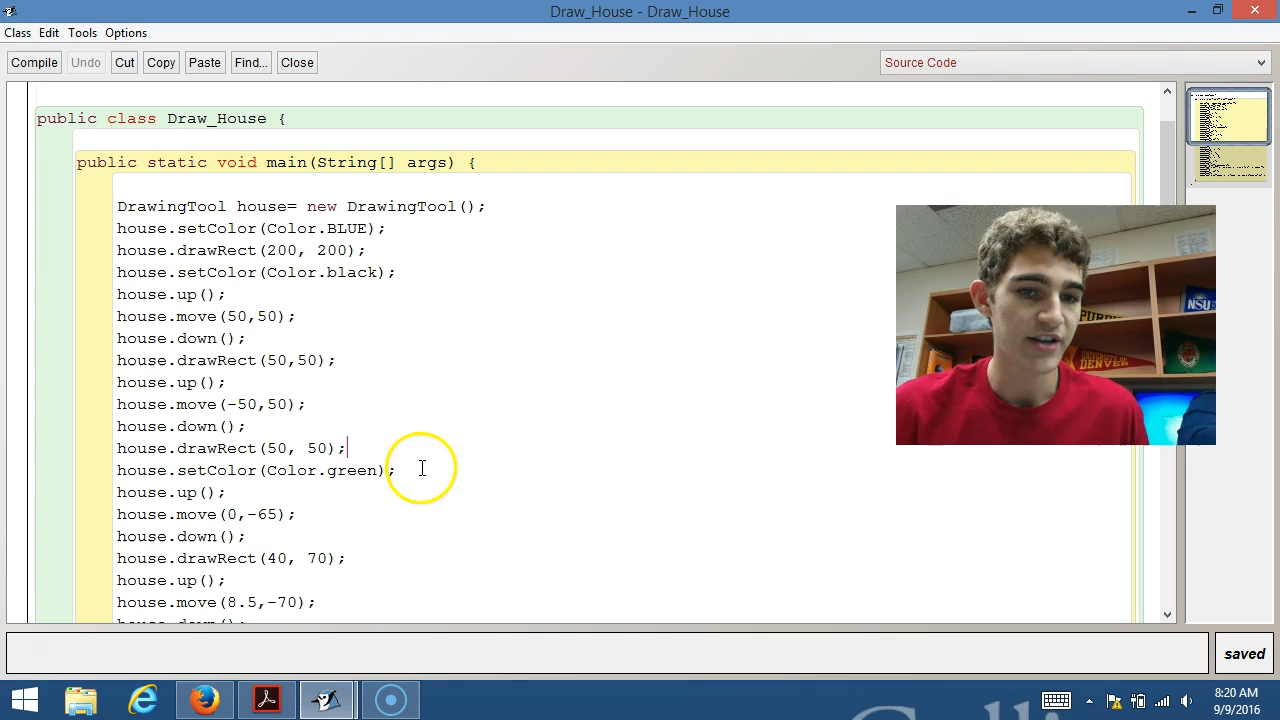 Draw_House - Draw_House
Class Edit Tools Options
Compile Undo Cut Copy Paste Find... Close Source Code
public class Draw_House {
public static void main(String[] args) {
DrawingTool house= new DrawingTool();
house.setColor(Color.BLUE);
house.drawRect(200, 200);
house.setColor(Color.black);
house.up();
house.move(50,50);
house.down();
house.drawRect(50,50);
house.up();
house.move(-50,50);
house.down();
house.drawRect(50, 50);
house.setColor(Color.green);
house.up();
house.move(0,-65);
house.down();
house.drawRect(40, 70);
house.up();
house.move(8.5,-70);
NSU
UNIVERSITY OF
DENVER
saved
8:20 AM
9/9/2016